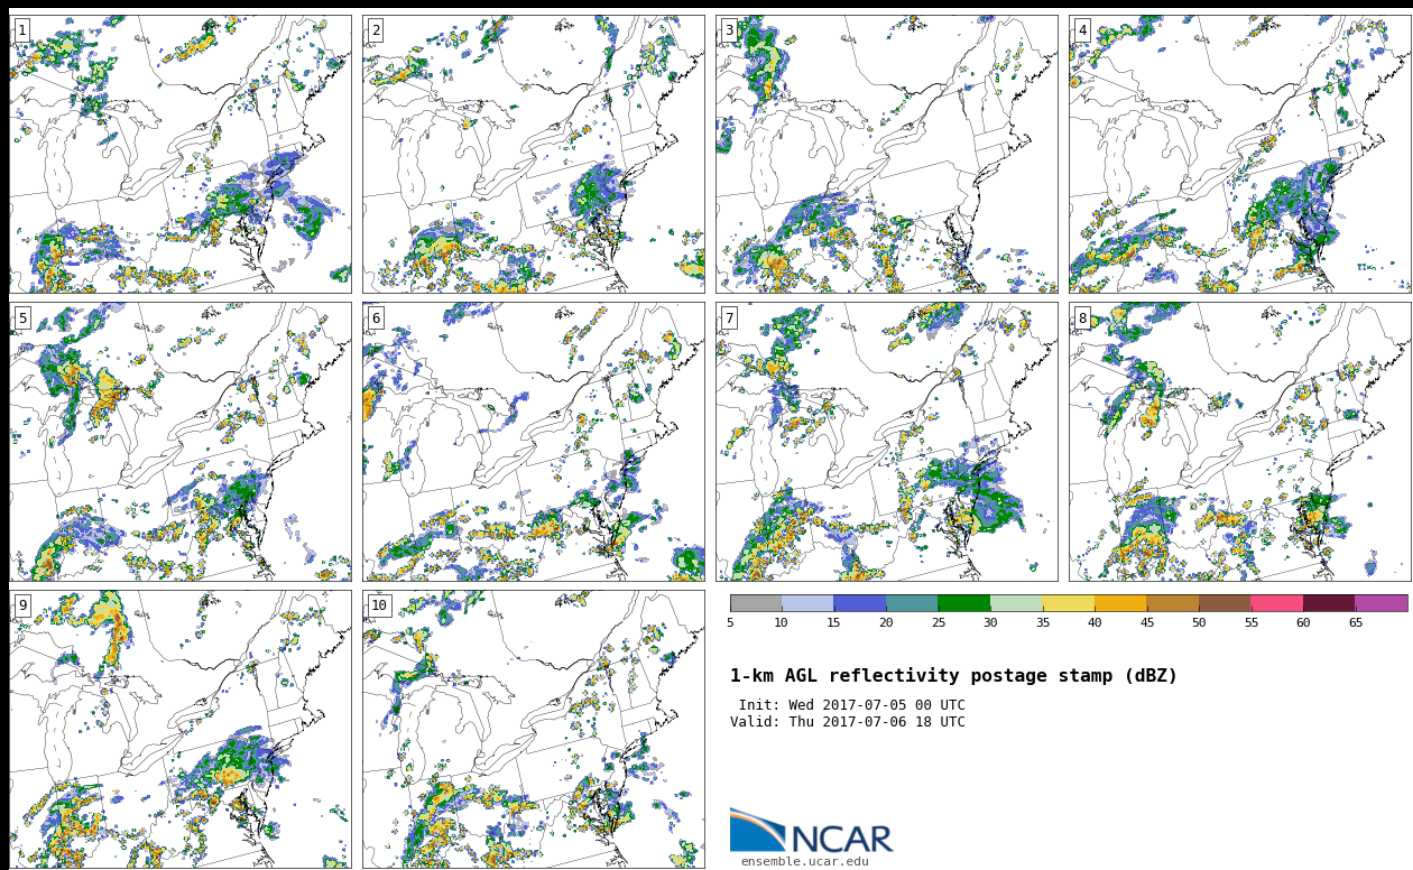 1
2
3
4
5
6
7
8
9
10
5 10 15 20 25 30 35 40 45 50 55 60 65
1-km AGL reflectivity postage stamp (dBZ)
Init: Wed 2017-07-05 00 UTC
Valid: Thu 2017-07-06 18 UTC
NCAR
ensemble.ucar.edu